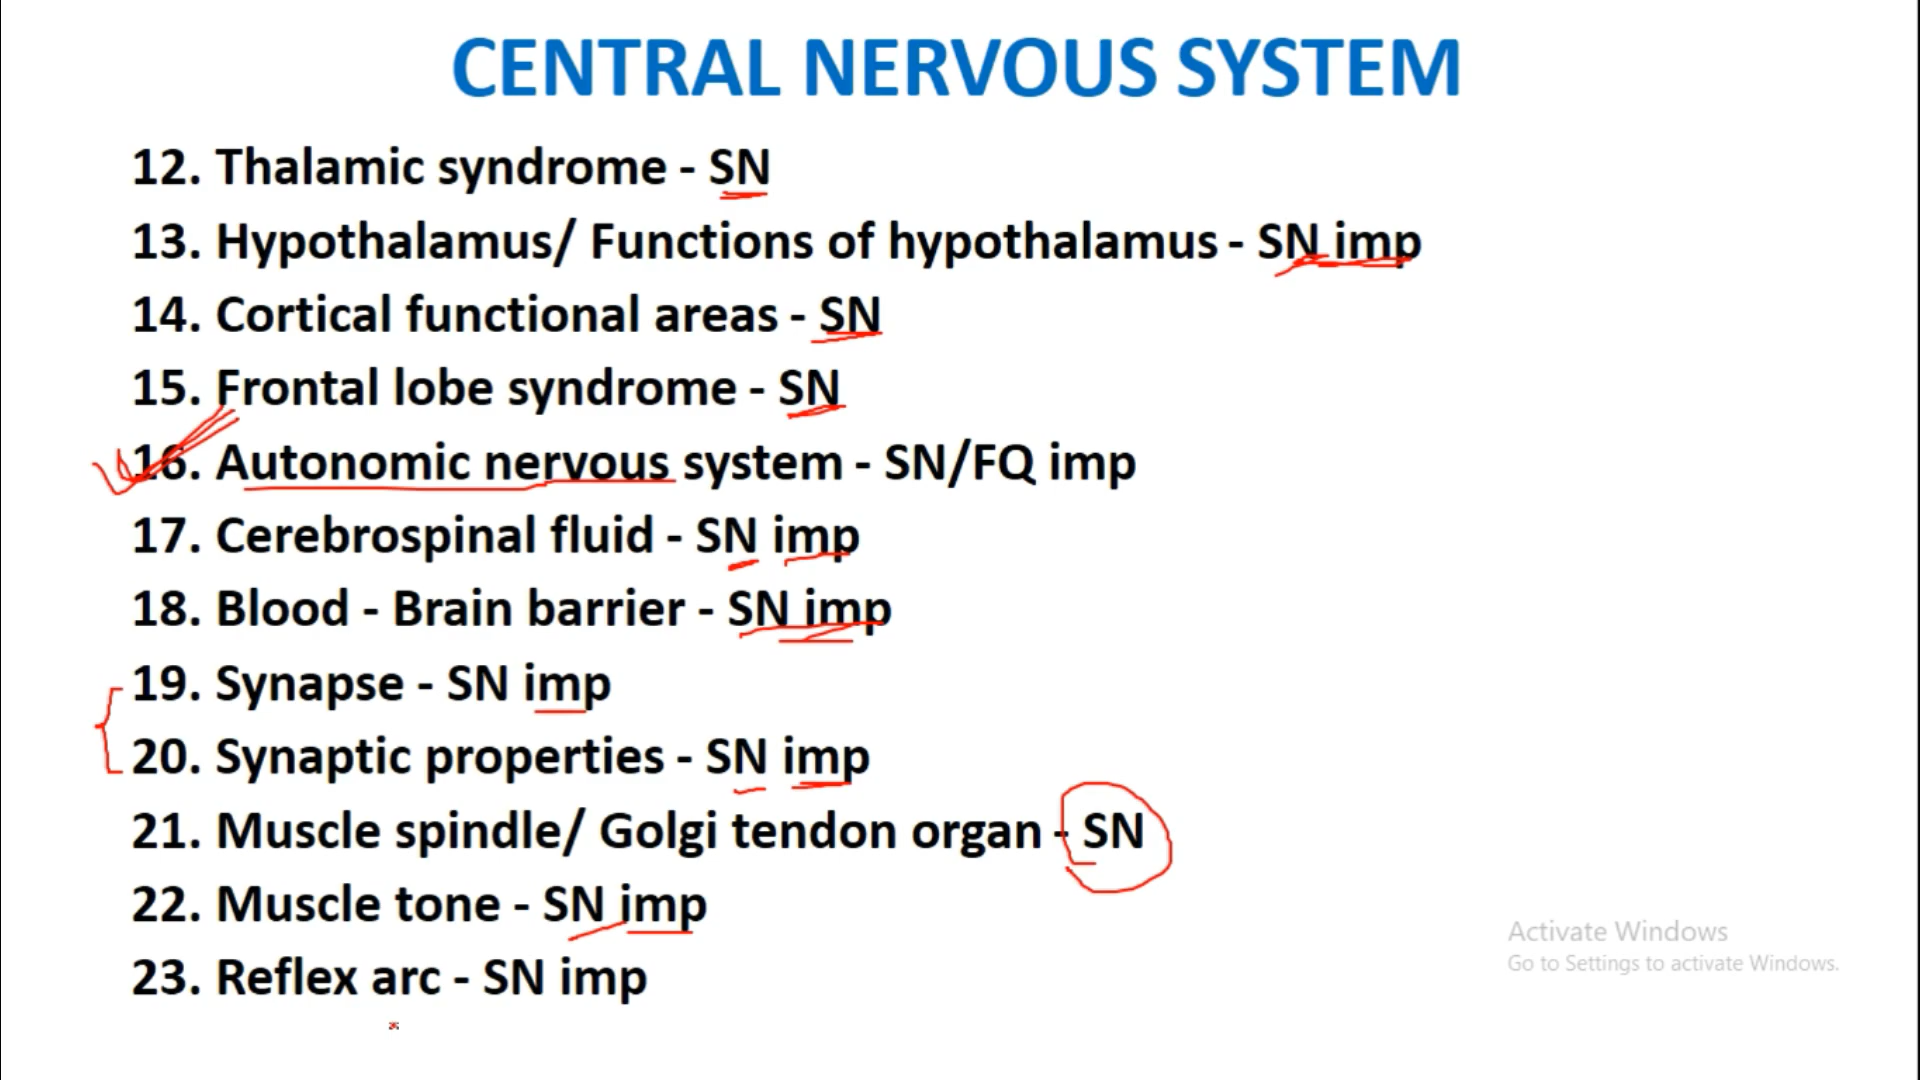 CENTRAL NERVOUS SYSTEM
12. Thalamic syndrome - SN
13. Hypothalamus/ Functions of hypothalamus - SN imp
14. Cortical functional areas - SN
15. Frontal lobe syndrome - SN
16. Autonomic nervous system - SN/FQ imp
17. Cerebrospinal fluid - SN imp
18. Blood - Brain barrier - SN imp
19. Synapse - SN imp
20. Synaptic properties - SN imp
21. Muscle spindle/ Golgi tendon organ - SN
22. Muscle tone - SN imp
23. Reflex arc - SN imp
Activate Windows
Go to Settings to activate Windows.